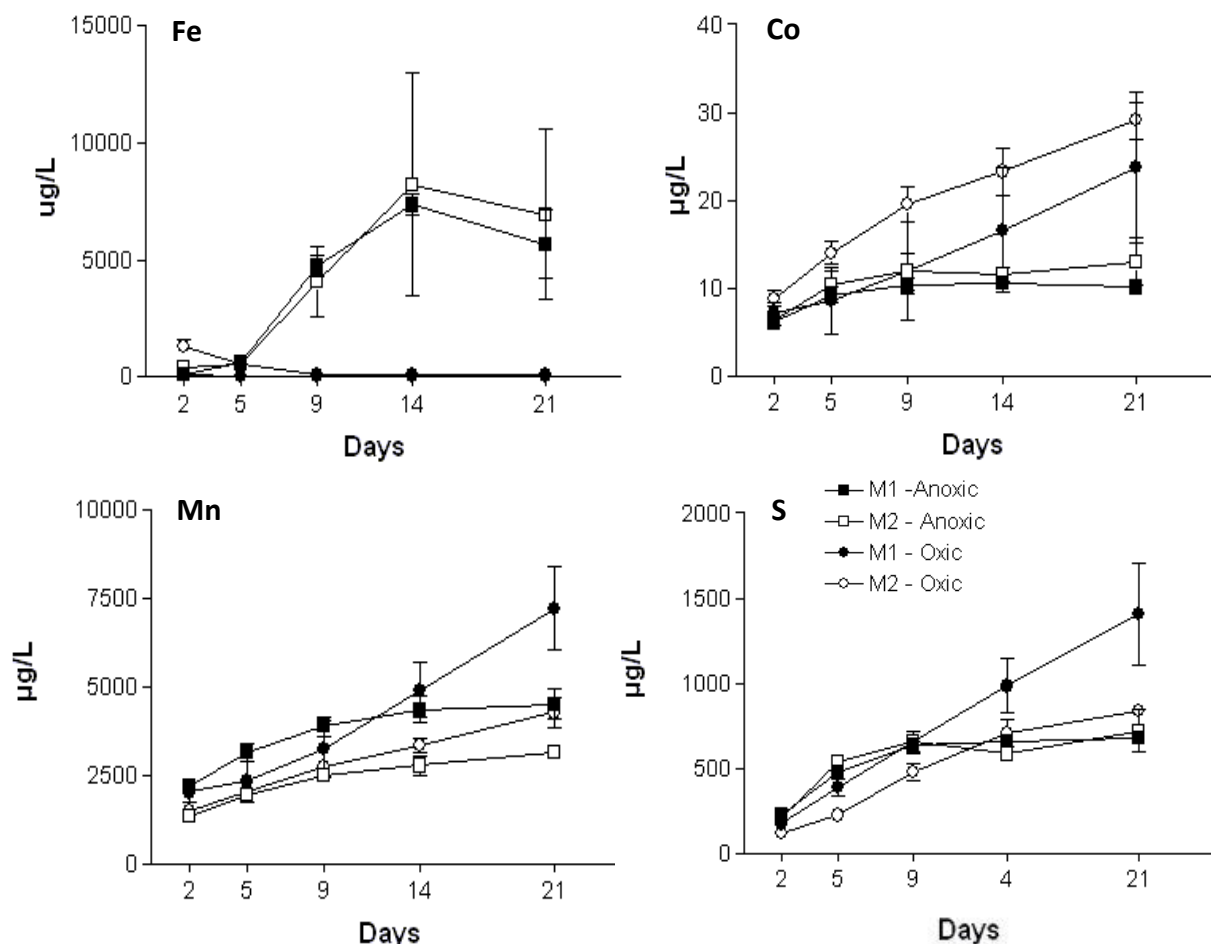 Fe
15000
10000
5000
0
ug/L
2 5 9 14 21
Days
Co
40
30
20
10
0
µg/L
2 5 9 14 21
Days
Mn
10000
7500
5000
2500
0
µg/L
2 5 9 14 21
Days
S
M1 -Anoxic
M2 - Anoxic
M1 - Oxic
M2 - Oxic
2000
1500
1000
500
0
µg/L
2 5 9 4 21
Days